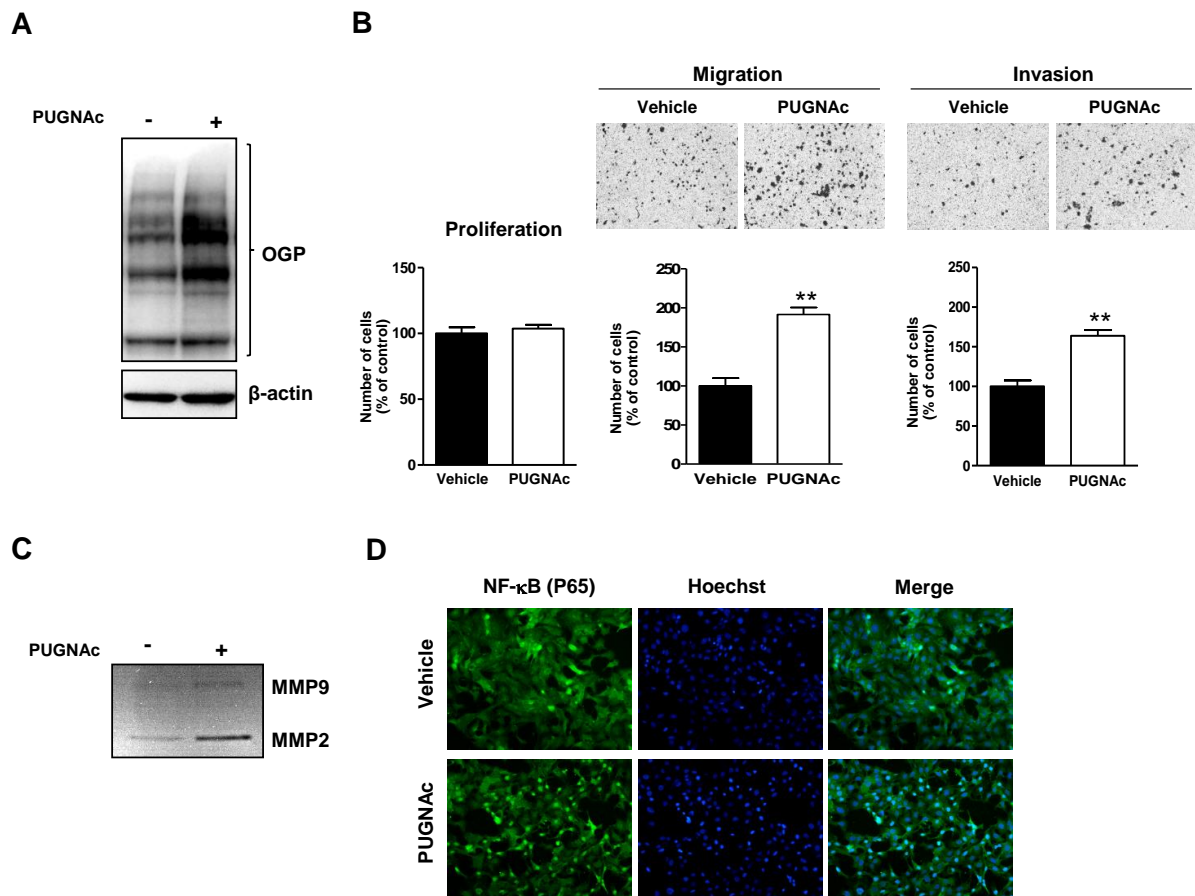 A
PUGNAc - +
OGP
β-actin
B
Migration
Invasion
Vehicle PUGNAc
Vehicle PUGNAc
Proliferation
Number of cells
(% of control)
150
100
50
0
Vehicle PUGNAc
Number of cells
(% of control)
250
200
150
100
50
0
**
Vehicle PUGNAc
Number of cells
(% of control)
250
200
150
100
50
0
**
Vehicle PUGNAc
C
PUGNAc - +
MMP9
MMP2
D
NF-κB (P65) Hoechst Merge
Vehicle
PUGNAc